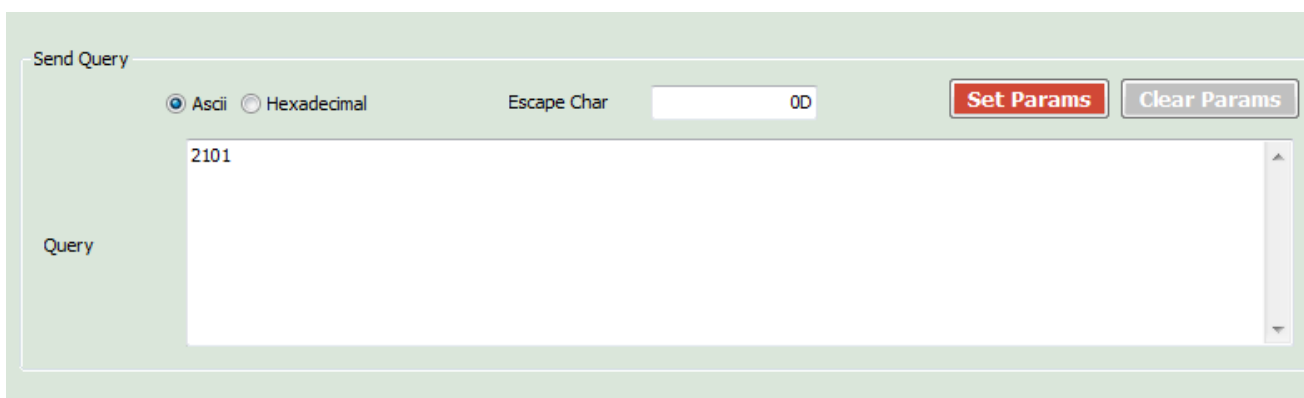 Send Query
Ascii Hexadecimal Escape Char 0D Set Params Clear Params
2101
Query